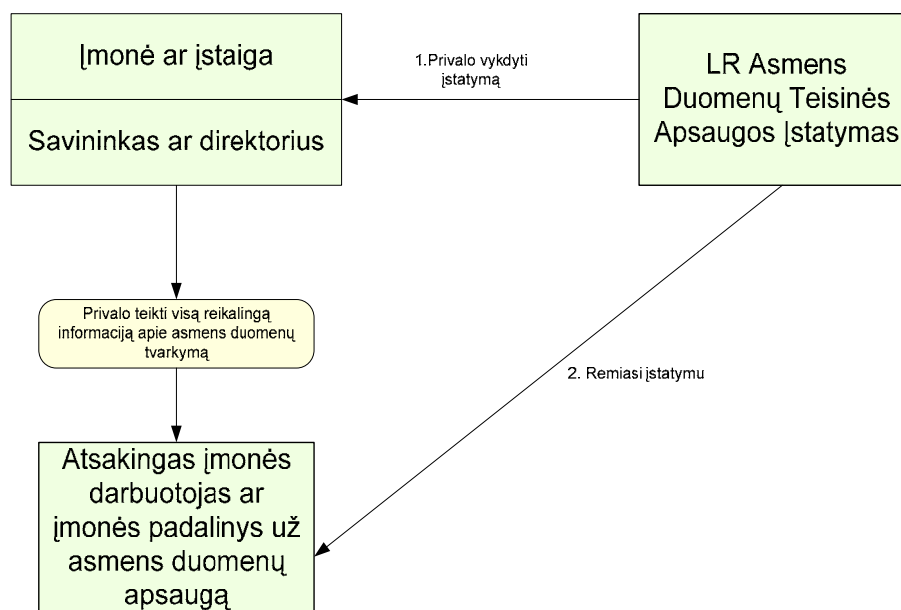 Įmonė ar įstaiga
Savininkas ar direktorius
1.Privalo vykdyti
įstatymą
LR Asmens
Duomenų Teisinės
Apsaugos Įstatymas
Privalo teikti visą reikalingą
informaciją apie asmens duomenų
tvarkymą
2. Remiasi įstatymu
Atsakingas įmonės
darbuotojas ar
įmonės padalinys už
asmens duomenų
apsaugą